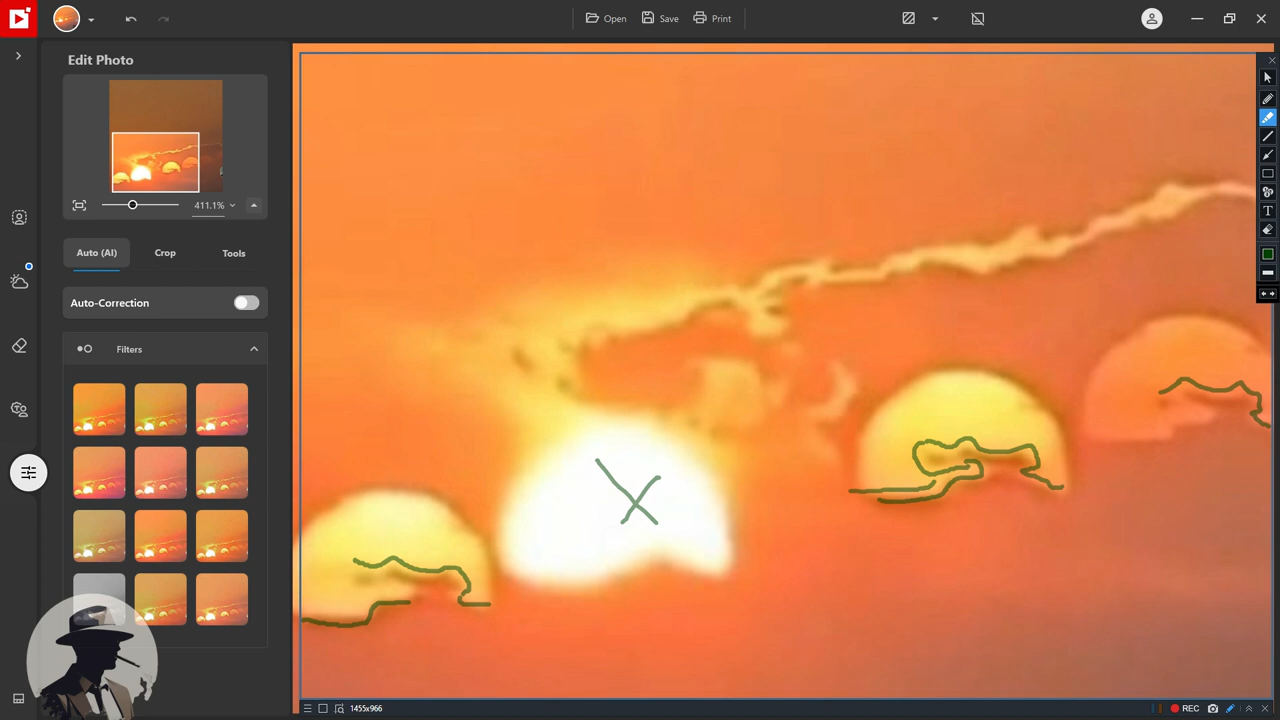 Open
Save
Print
Edit Photo
411.1%
Auto (AI)
Crop
Tools
Auto-Correction
Filters
T
1455x966
REC